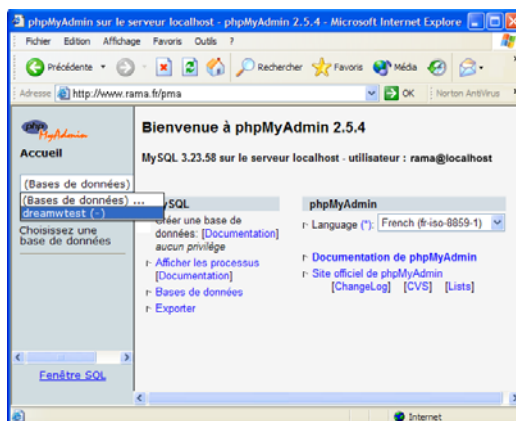 phpMyAdmin sur le serveur localhost - phpMyAdmin 2.5.4 - Microsoft Internet Explore
Fichier Edition Affichage Favoris Outils ?
Précédente Rechercher Favoris Média
Adresse http://www.rama.fr/pma OK Norton AntiVirus
php
MyAdmin
Accueil
(Bases de données)
(Bases de données) ...
dreamwtest (-)
Choisissez une
base de données
Fenêtre SQL
Bienvenue à phpMyAdmin 2.5.4
MySQL 3.23.58 sur le serveur localhost - utilisateur : rama@localhost
ySQL
Créer une base de
données: [Documentation]
aucun privilège
Afficher les processus
[Documentation]
Bases de données
Exporter
phpMyAdmin
Language (*): French (fr-iso-8859-1)
Documentation de phpMyAdmin
Site officiel de phpMyAdmin
[ChangeLog] [CVS] [Lists]
Internet